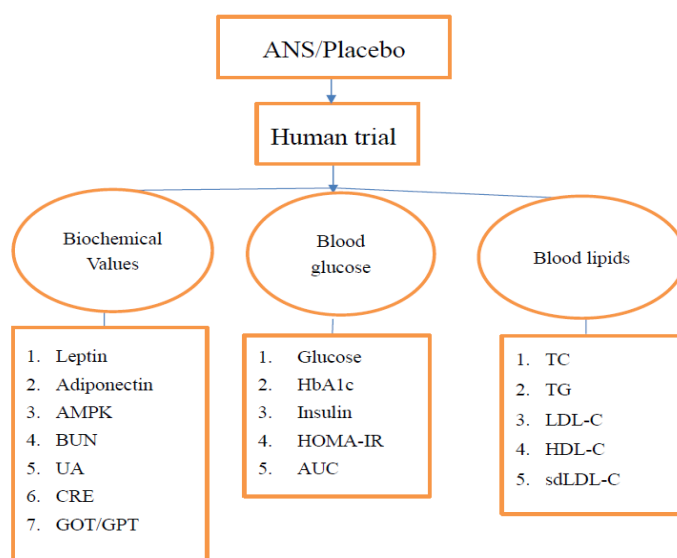 ANS/Placebo
Human trial
Biochemical
Values
Blood
glucose
Blood lipids
1. Leptin
2. Adiponectin
3. AMPK
4. BUN
5. UA
6. CRE
7. GOT/GPT
1. Glucose
2. HbA1c
3. Insulin
4. HOMA-IR
5. AUC
1. TC
2. TG
3. LDL-C
4. HDL-C
5. sdLDL-C